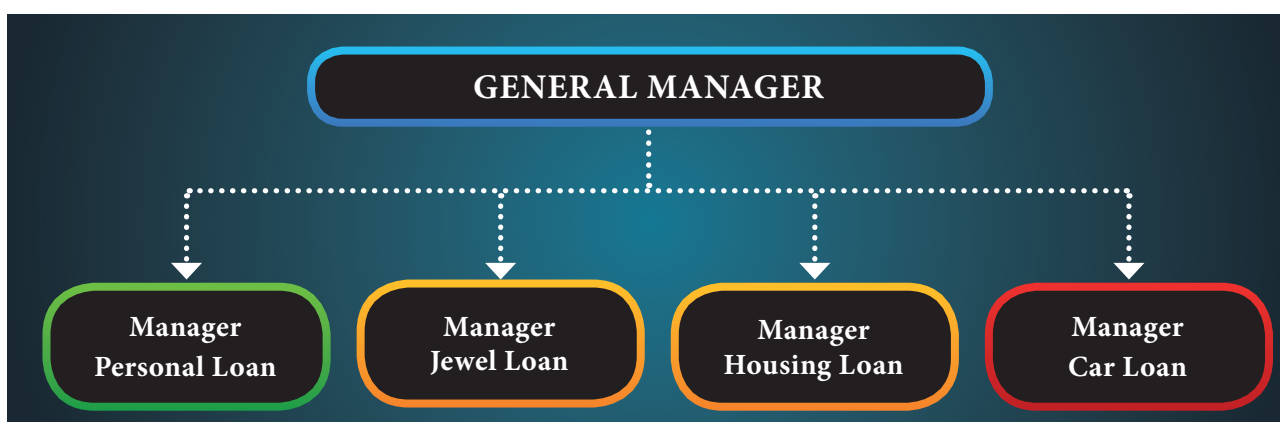 GENERAL MANAGER
Manager
Personal Loan
Manager
Jewel Loan
Manager
Housing Loan
Manager
Car Loan